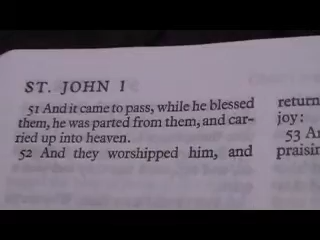 ST. JOHN I
51 And it came to pass, while he blessed
them, he was parted from them, and car-
ried up into heaven.
52 And they worshipped him, and
return
joy:
53 An
praisin